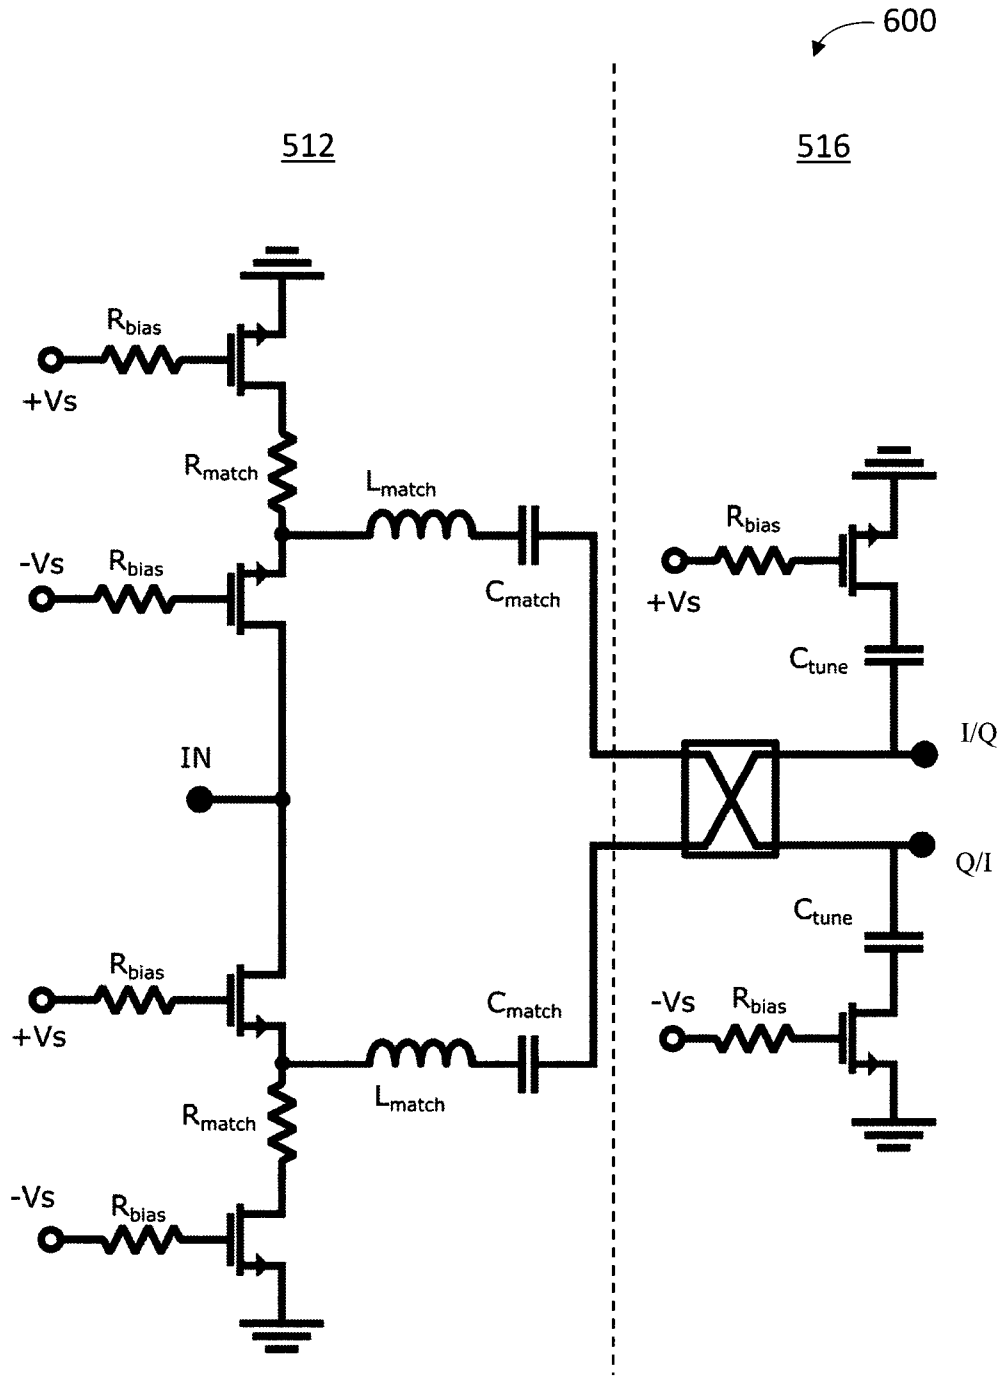 600
512
516
Rbias
+Vs
Rmatch
Lmatch
Cmatch
-Vs
Rbias
Rbias
+Vs
Ctune
IN
I/Q
Q/I
Ctune
Rbias
+Vs
Cmatch
Lmatch
-Vs
Rbias
Rmatch
-Vs
Rbias